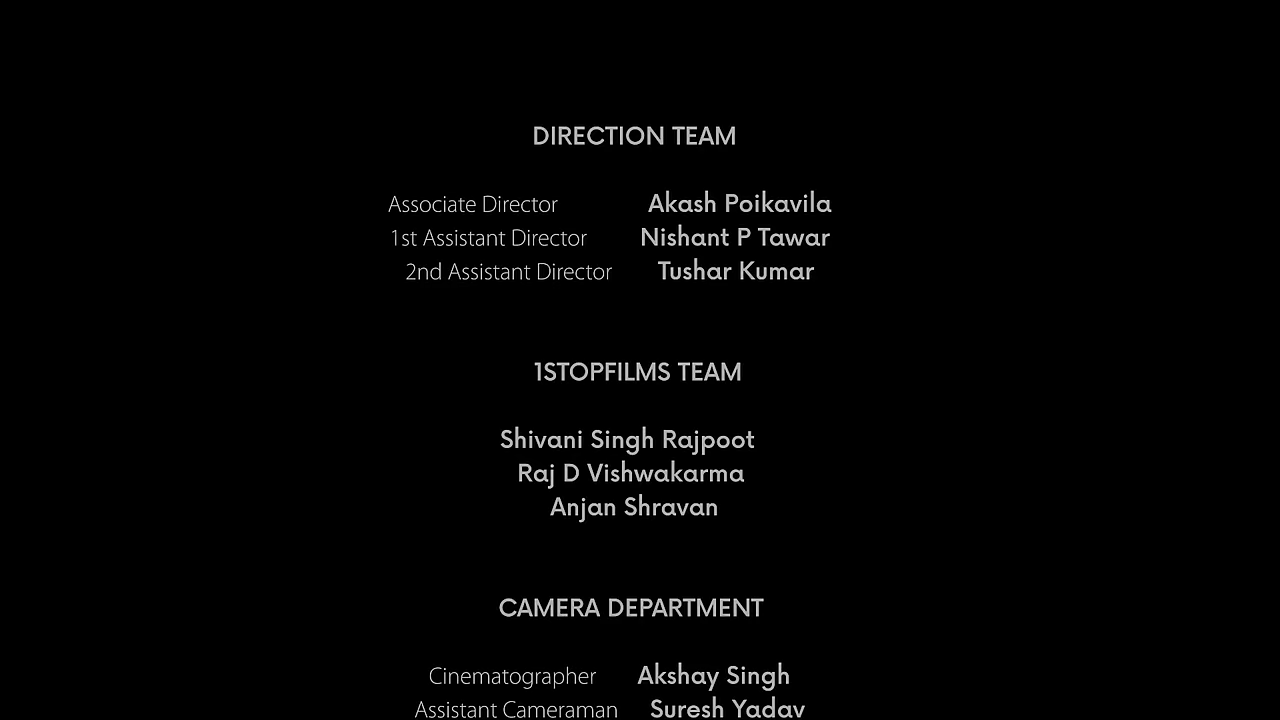 DIRECTION TEAM
Associate Director Akash Poikavila
1st Assistant Director Nishant P Tawar
2nd Assistant Director Tushar Kumar
1STOPFILMS TEAM
Shivani Singh Rajpoot
Raj D Vishwakarma
Anjan Shravan
CAMERA DEPARTMENT
Cinematographer Akshay Singh
Assistant Cameraman Suresh Yadav